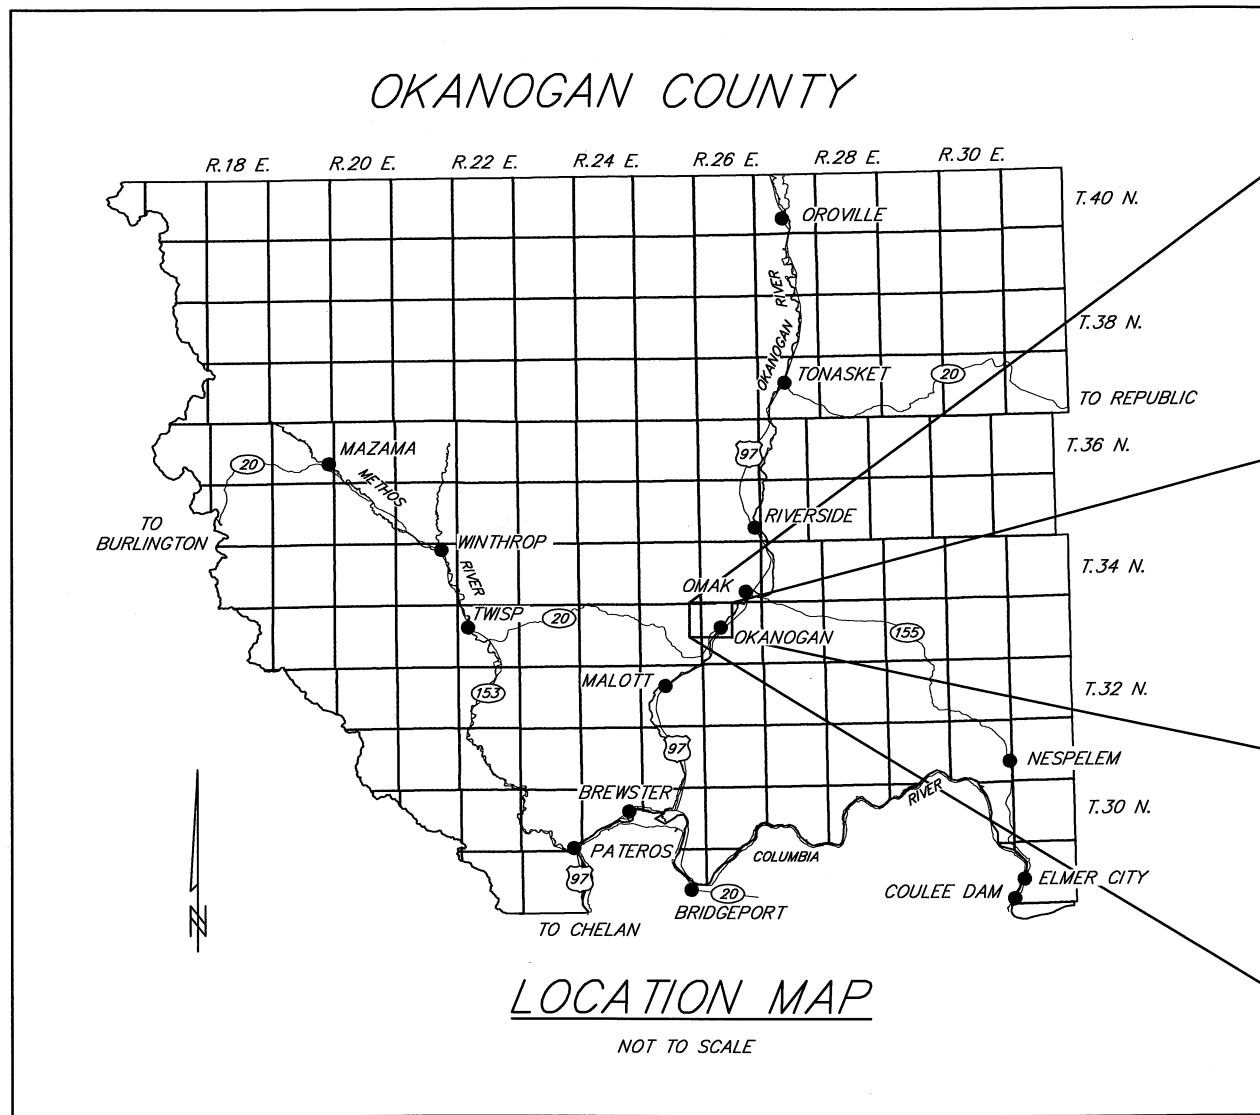 OKANOGAN COUNTY
R.18 E. R.20 E. R.22 E. R.24 E. R.26 E. R.28 E. R.30 E.
T.40 N.
OROVILLE
OKANOGAN RIVER
T.38 N.
TONASKET
20
TO REPUBLIC
T.36 N.
97
MAZAMA
20
METHOS RIVER
RIVERSIDE
TO
BURLINGTON
WINTHROP
T.34 N.
OMAK
TWISP
20
OKANOGAN
155
MALOTT
T.32 N.
153
97
NESPELEM
BREWSTER
T.30 N.
COLUMBIA RIVER
PATEROS
97
ELMER CITY
COULEE DAM
20
BRIDGEPORT
TO CHELAN
N
LOCATION MAP
NOT TO SCALE